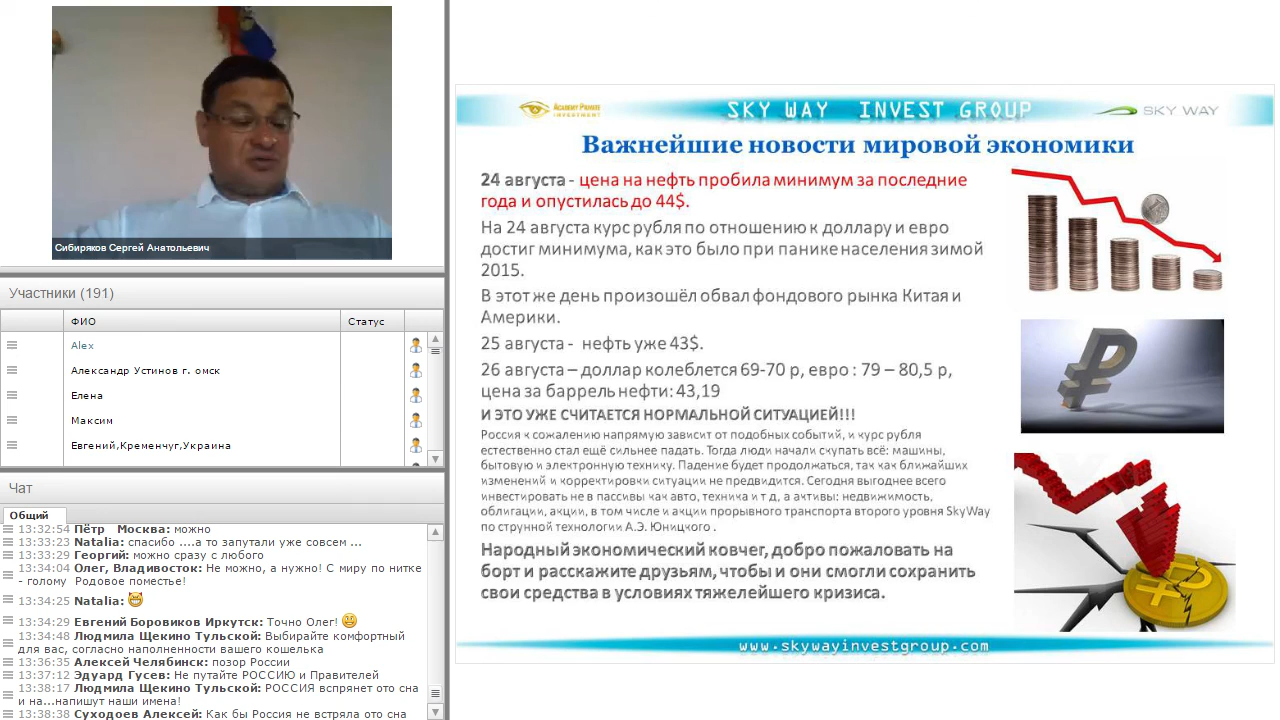 Сибиряков Сергей Анатольевич
Участники (191)
ФИО
Статус
Alex
Александр Устинов г. омск
Елена
Максим
Евгений,Кременчуг,Украина
Чат
Общий
13:32:54 Пётр Москва: можно
13:33:23 Natalia: спасибо ....а то запутали уже совсем ...
13:33:29 Георгий: можно сразу с любого
13:34:04 Олег, Владивосток: Не можно, а нужно! С миру по нитке
- голому Родовое поместье!
13:34:25 Natalia:
13:34:29 Евгений Боровиков Иркутск: Точно Олег!
13:34:48 Людмила Щекино Тульской: Выбирайте комфортный
для вас, согласно наполненности вашего кошелька
13:36:35 Алексей Челябинск: позор России
13:37:12 Эдуард Гусев: Не путайте РОССИЮ и Правителей
13:38:17 Людмила Щекино Тульской: РОССИЯ вспрянет ото сна
и на...напишут наши имена!
13:38:38 Суходоев Алексей: Как бы Россия не встряла ото сна
ACADEMY PRIVATE
INVESTMENT
SKY WAY INVEST GROUP
SKY WAY
Важнейшие новости мировой экономики
24 августа - цена на нефть пробила минимум за последние
года и опустилась до 44$.
На 24 августа курс рубля по отношению к доллару и евро
достиг минимума, как это было при панике населения зимой
2015.
В этот же день произошёл обвал фондового рынка Китая и
Америки.
25 августа - нефть уже 43$.
26 августа – доллар колеблется 69-70 р, евро : 79 – 80,5 р,
цена за баррель нефти: 43,19
И ЭТО УЖЕ СЧИТАЕТСЯ НОРМАЛЬНОЙ СИТУАЦИЕЙ!!!
Россия к сожалению напрямую зависит от подобных событий, и курс рубля
естественно стал ещё сильнее падать. Тогда люди начали скупать всё: машины,
бытовую и электронную технику. Падение будет продолжаться, так как ближайших
изменений и корректировки ситуации не предвидится. Сегодня выгоднее всего
инвестировать не в пассивы как авто, техника и т д, а активы: недвижимость,
облигации, акции, в том числе и акции прорывного транспорта второго уровня SkyWay
по струнной технологии А.Э. Юницкого .
Народный экономический ковчег, добро пожаловать на
борт и расскажите друзьям, чтобы и они смогли сохранить
свои средства в условиях тяжелейшего кризиса.
www.skywayinvestgroup.com